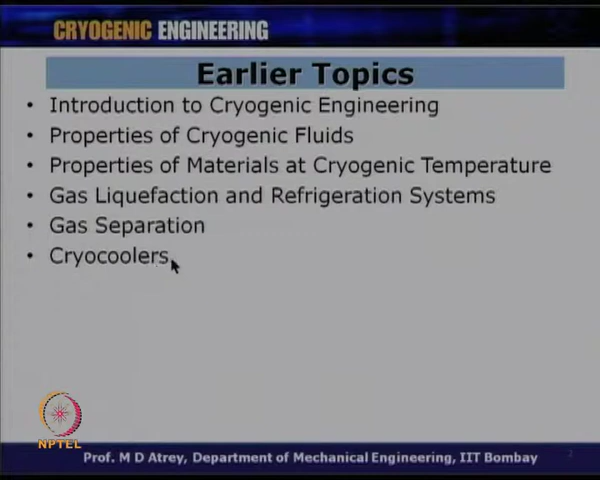 CRYOGENIC ENGINEERING
Earlier Topics
• Introduction to Cryogenic Engineering
• Properties of Cryogenic Fluids
• Properties of Materials at Cryogenic Temperature
• Gas Liquefaction and Refrigeration Systems
• Gas Separation
• Cryocoolers
NPTEL
Prof. M D Atrey, Department of Mechanical Engineering, IIT Bombay
2